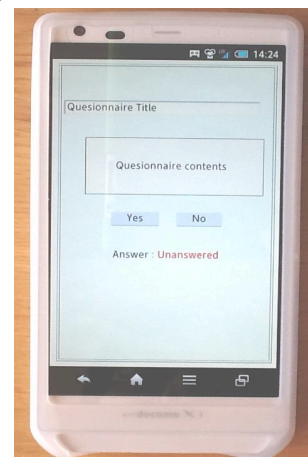 14:24
Quesionnaire Title
Quesionnaire contents
Yes No
Answer : Unanswered
docomo